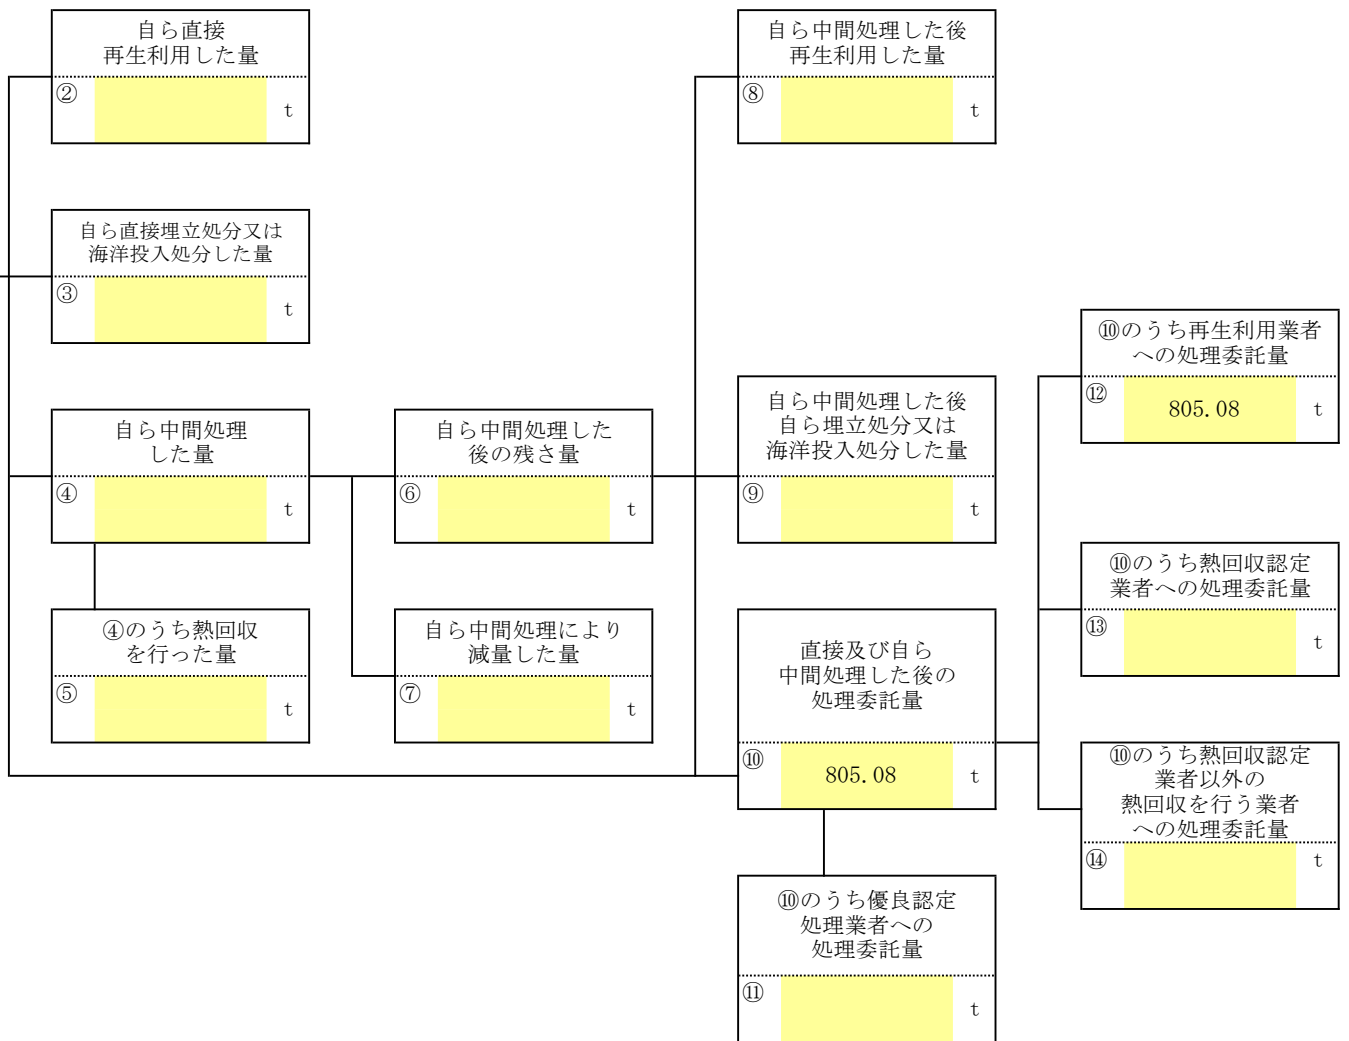 自ら直接
再生利用した量
②
t
自ら中間処理した後
再生利用した量
⑧
t
自ら直接埋立処分又は
海洋投入処分した量
③
t
⑩のうち再生利用業者
への処理委託量
⑫
805.08
t
自ら中間処理
した量
④
t
自ら中間処理した
後の残さ量
⑥
t
自ら中間処理した後
自ら埋立処分又は
海洋投入処分した量
⑨
t
⑩のうち熱回収認定
業者への処理委託量
⑬
t
④のうち熱回収
を行った量
⑤
t
自ら中間処理により
減量した量
⑦
t
直接及び自ら
中間処理した後の
処理委託量
⑩
805.08
t
⑩のうち熱回収認定
業者以外の
熱回収を行う業者
への処理委託量
⑭
t
⑩のうち優良認定
処理業者への
処理委託量
⑪
t